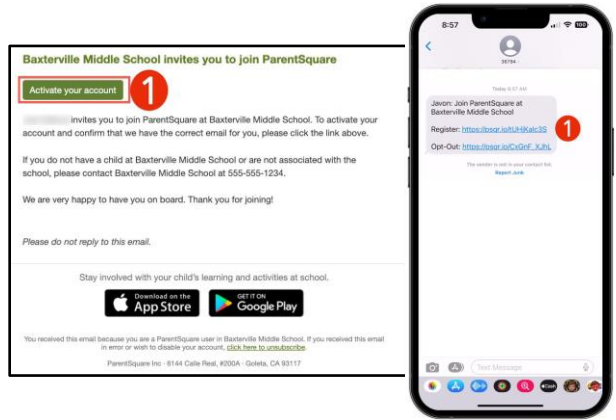 Baxterville Middle School invites you to join ParentSquare
Activate your account
1
invites you to join ParentSquare at Baxterville Middle School. To activate your
account and confirm that we have the correct email for you, please click the link above.
If you do not have a child at Baxterville Middle School or are not associated with the
school, please contact Baxterville Middle School at 555-555-1234.
We are very happy to have you on board. Thank you for joining!
Please do not reply to this email.
Stay involved with your child's learning and activities at school.
Download on the
App Store
GET IT ON
Google Play
You received this email because you are a ParentSquare user in Baxterville Middle School. If you received this email
in error or wish to disable your account, click here to unsubscribe.
ParentSquare Inc · 6144 Calle Real, #200A · Goleta, CA 93117
8:57
100
Today 8:57 AM
Javon: Join ParentSquare at
Baxterville Middle School
Register:
1
Opt-Out:
The sender is not in your contact list.
Report Junk
Text Message
Cash